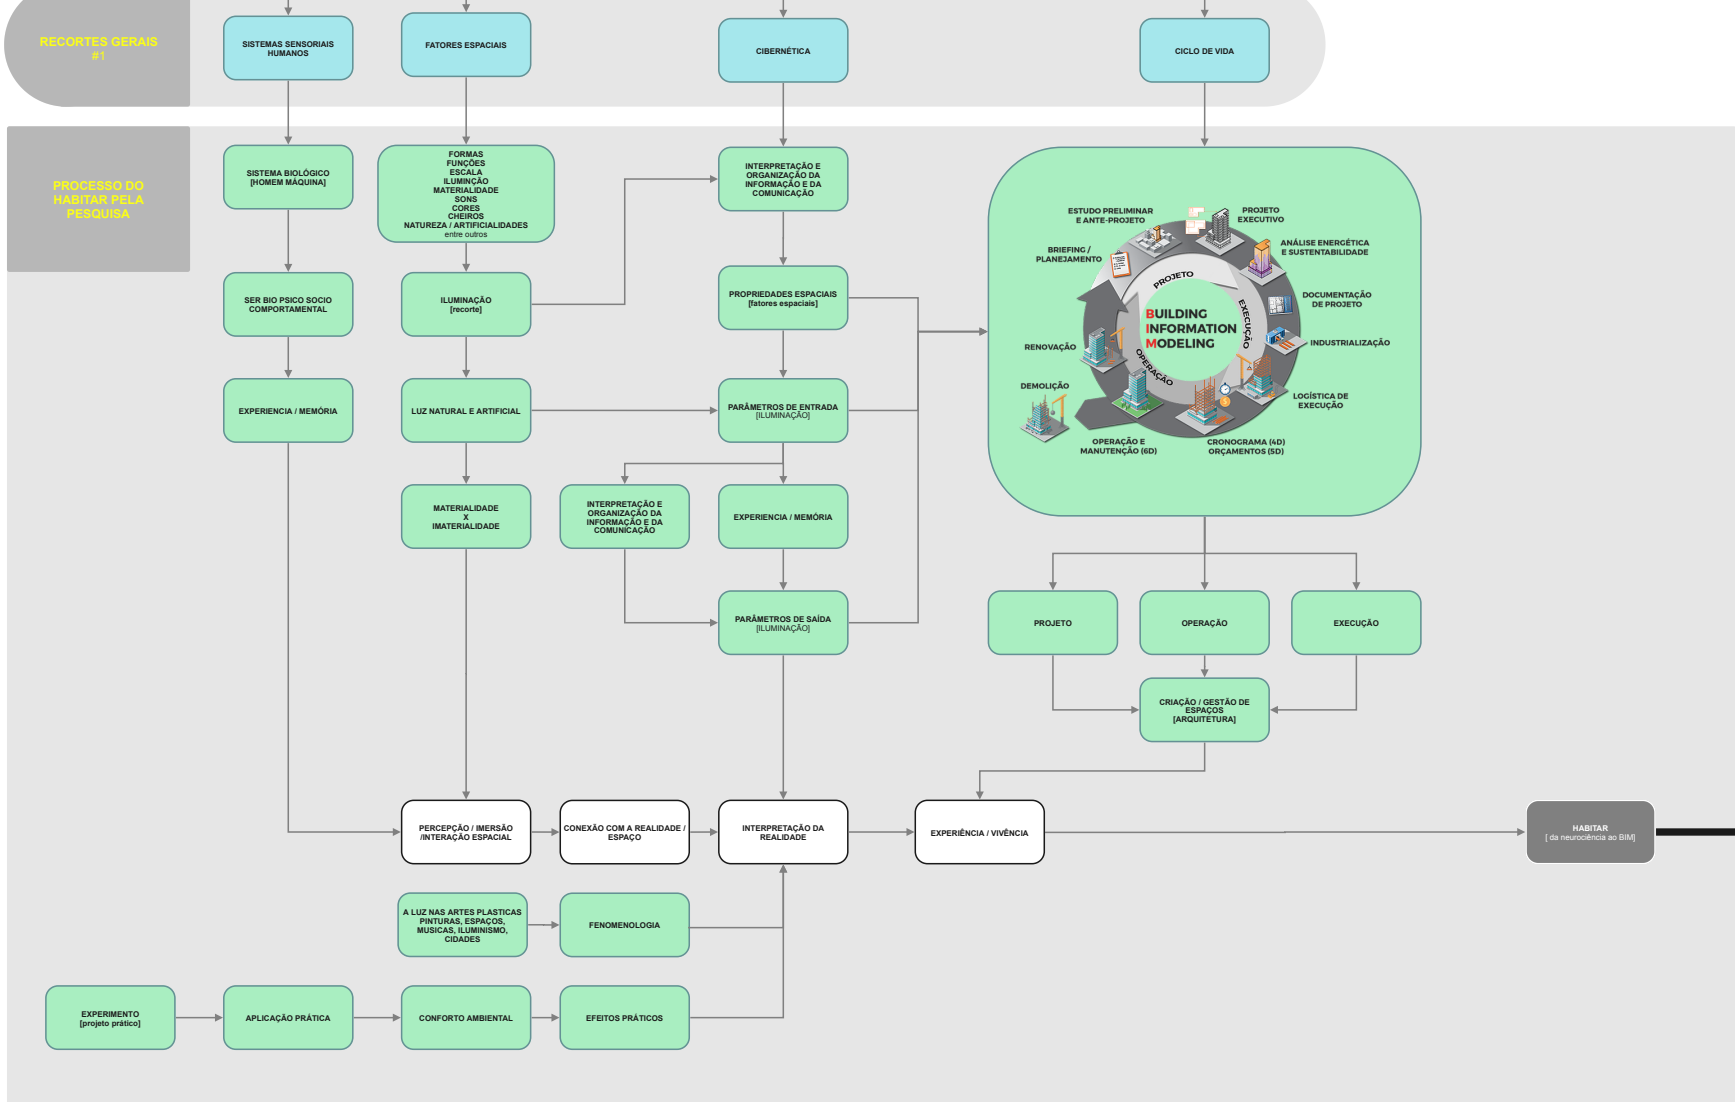 RECORTES GERAIS
#1
SISTEMAS SENSORIAIS
HUMANOS
FATORES ESPACIAIS
CIBERNÉTICA
CICLO DE VIDA
PROCESSO DO
HABITAR PELA
PESQUISA
SISTEMA BIOLÓGICO
[HOMEM MÁQUINA]
FORMAS
FUNÇÕES
ESCALA
ILUMINÇÃO
MATERIALIDADE
SONS
CORES
CHEIROS
NATUREZA / ARTIFICIALIDADES
entre outros
INTERPRETAÇÃO E
ORGANIZAÇÃO DA
INFORMAÇÃO E DA
COMUNICAÇÃO
SER BIO PSICO SOCIO
COMPORTAMENTAL
ILUMINAÇÃO
[recorte]
PROPRIEDADES ESPACIAIS
[fatores espaciais]
EXPERIENCIA / MEMÓRIA
LUZ NATURAL E ARTIFICIAL
PARÂMETROS DE ENTRADA
[ILUMINAÇÃO]
MATERIALIDADE
X
IMATERIALIDADE
INTERPRETAÇÃO E
ORGANIZAÇÃO DA
INFORMAÇÃO E DA
COMUNICAÇÃO
EXPERIENCIA / MEMÓRIA
PARÂMETROS DE SAÍDA
[ILUMINAÇÃO]
ESTUDO PRELIMINAR
E ANTE-PROJETO
PROJETO
EXECUTIVO
BRIEFING /
PLANEJAMENTO
ANÁLISE ENERGÉTICA
E SUSTENTABILIDADE
PROJETO
EXECUÇÃO
OPERAÇÃO
BUILDING
INFORMATION
MODELING
DOCUMENTAÇÃO
DE PROJETO
RENOVAÇÃO
INDUSTRIALIZAÇÃO
DEMOLIÇÃO
LOGÍSTICA DE
EXECUÇÃO
OPERAÇÃO E
MANUTENÇÃO (6D)
CRONOGRAMA (4D)
ORÇAMENTOS (5D)
PROJETO
OPERAÇÃO
EXECUÇÃO
CRIAÇÃO / GESTÃO DE
ESPAÇOS
[ARQUITETURA]
PERCEPÇÃO / IMERSÃO
/INTERAÇÃO ESPACIAL
CONEXÃO COM A REALIDADE /
ESPAÇO
INTERPRETAÇÃO DA
REALIDADE
EXPERIÊNCIA / VIVÊNCIA
HABITAR
[ da neurociência ao BIM]
A LUZ NAS ARTES PLASTICAS
PINTURAS, ESPAÇOS,
MUSICAS, ILUMINISMO,
CIDADES
FENOMENOLOGIA
EXPERIMENTO
[projeto prático]
APLICAÇÃO PRÁTICA
CONFORTO AMBIENTAL
EFEITOS PRÁTICOS